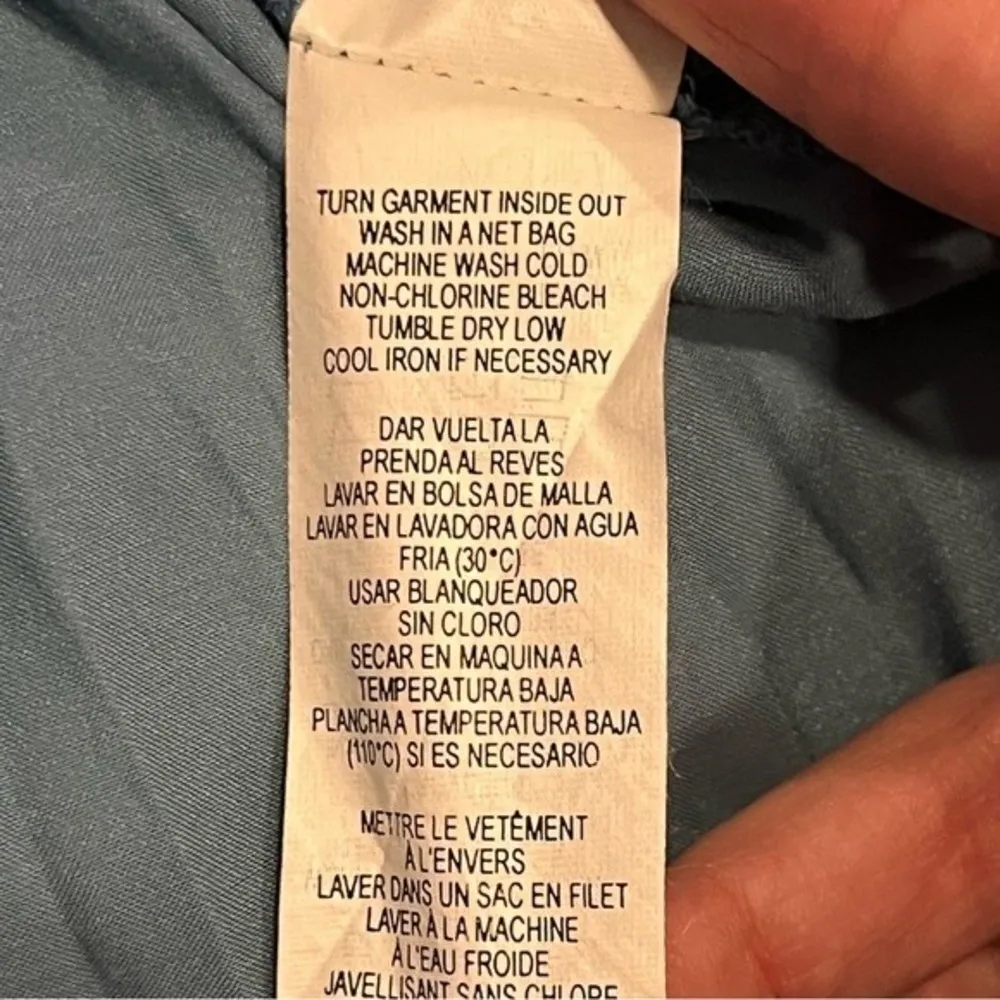 TURN GARMENT INSIDE OUT
WASH IN A NET BAG
MACHINE WASH COLD
NON-CHLORINE BLEACH
TUMBLE DRY LOW
COOL IRON IF NECESSARY
DAR VUELTA LA
PRENDA AL REVES
LAVAR EN BOLSA DE MALLA
LAVAR EN LAVADORA CON AGUA
FRIA (30°C)
USAR BLANQUEADOR
SIN CLORO
SECAR EN MAQUINA A
TEMPERATURA BAJA
PLANCHA A TEMPERATURA BAJA
(110°C) SI ES NECESARIO
METTRE LE VETÊMENT
À L'ENVERS
LAVER DANS UN SAC EN FILET
LAVER À LA MACHINE
À L'EAU FROIDE
JAVELLISANT SANS CHLORE